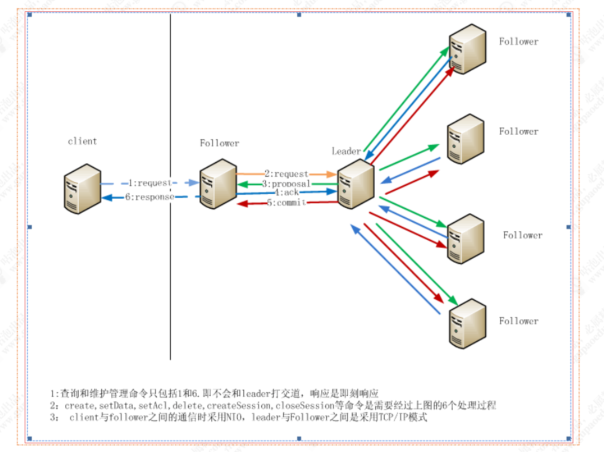 Follower
Follower
client
Follower
Leader
1:request
2:request
3:proposal
4:ack
5:commit
6:response
Follower
Follower
1:查询和维护管理命令只包括1和6.即不会和leader打交道，响应是即刻响应
2：create,setData,setAcl,delete,createSession,closeSession等命令是需要经过上图的6个处理过程
3： client与follower之间的通信时采用NIO，leader与Follower之间是采用TCP/IP模式